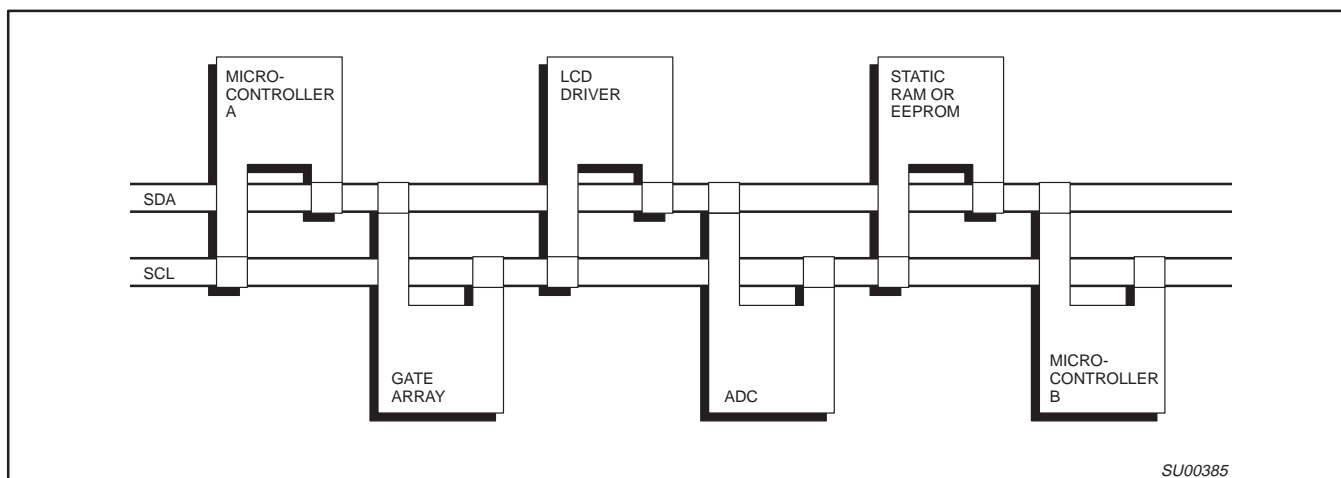 MICRO-
CONTROLLER
A
LCD
DRIVER
STATIC
RAM OR
EEPROM
SDA
SCL
GATE
ARRAY
ADC
MICRO-
CONTROLLER
B
SU00385